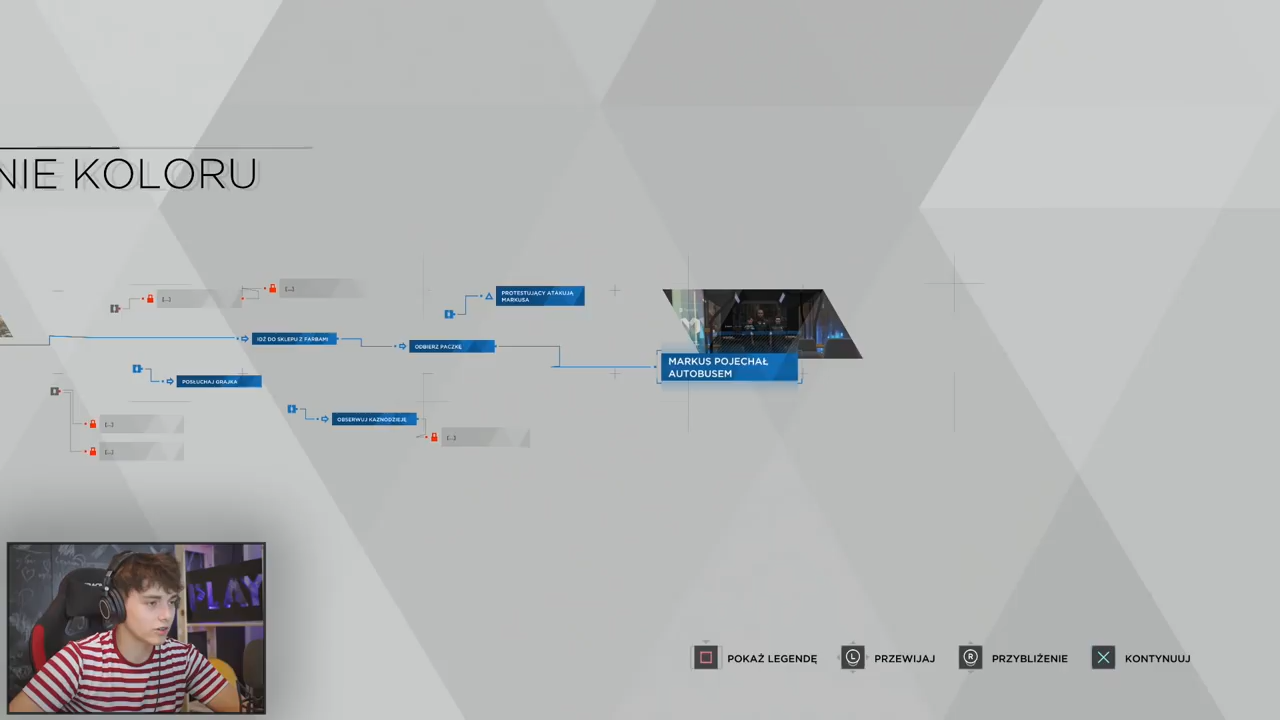 NIE KOLORU
[...]
[...]
PROTESTUJĄCY ATAKUJĄ
MARKUSA
IDŹ DO SKLEPU Z FARBAMI
ODBIERZ PACZKĘ
MARKUS POJECHAŁ
AUTOBUSEM
POSŁUCHAJ GRAJKA
OBSERWUJ KAZNODZIEJĘ
[...]
[...]
[...]
PLAY
POKAŻ LEGENDĘ
L PRZEWIJAJ
R PRZYBLIŻENIE
KONTYNUUJ